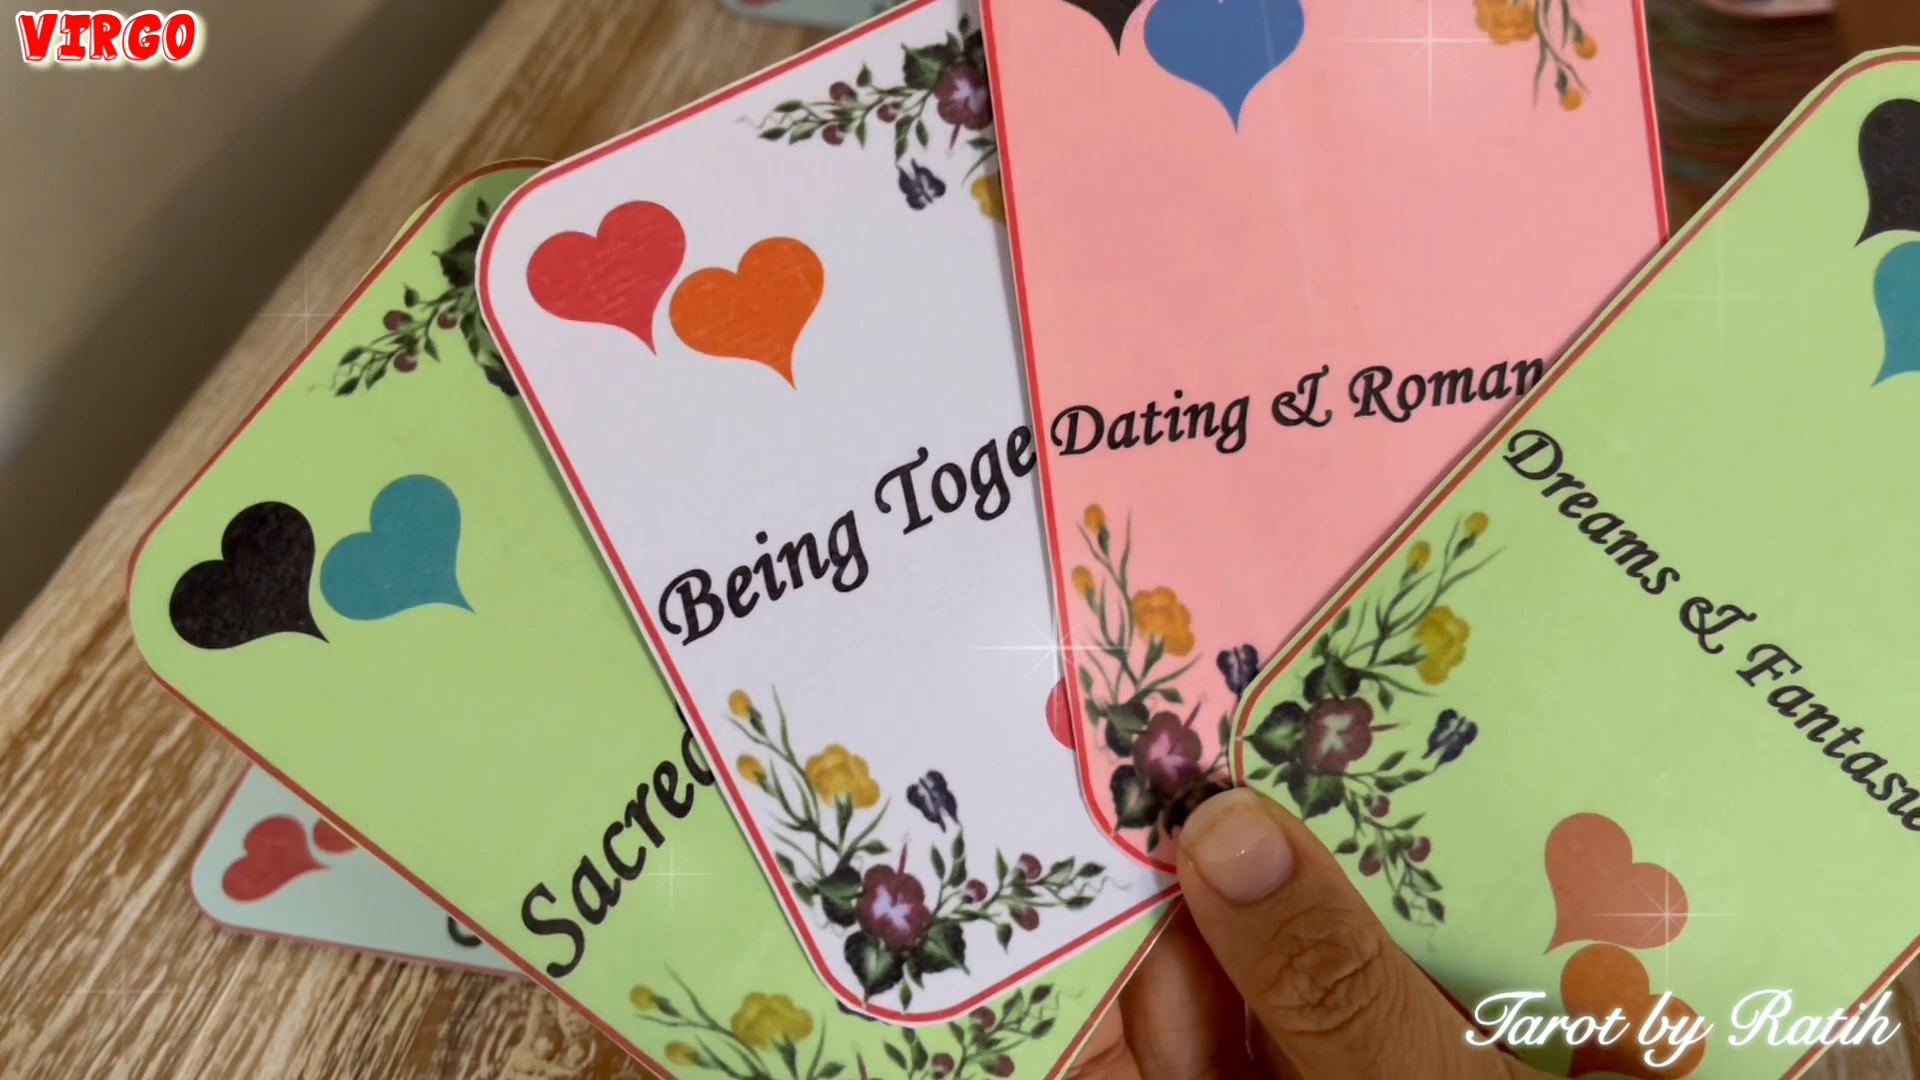 VIRGO
Sacred
Being Toge
Dating & Roman
Dreams & Fantasie
Tarot by Ratih